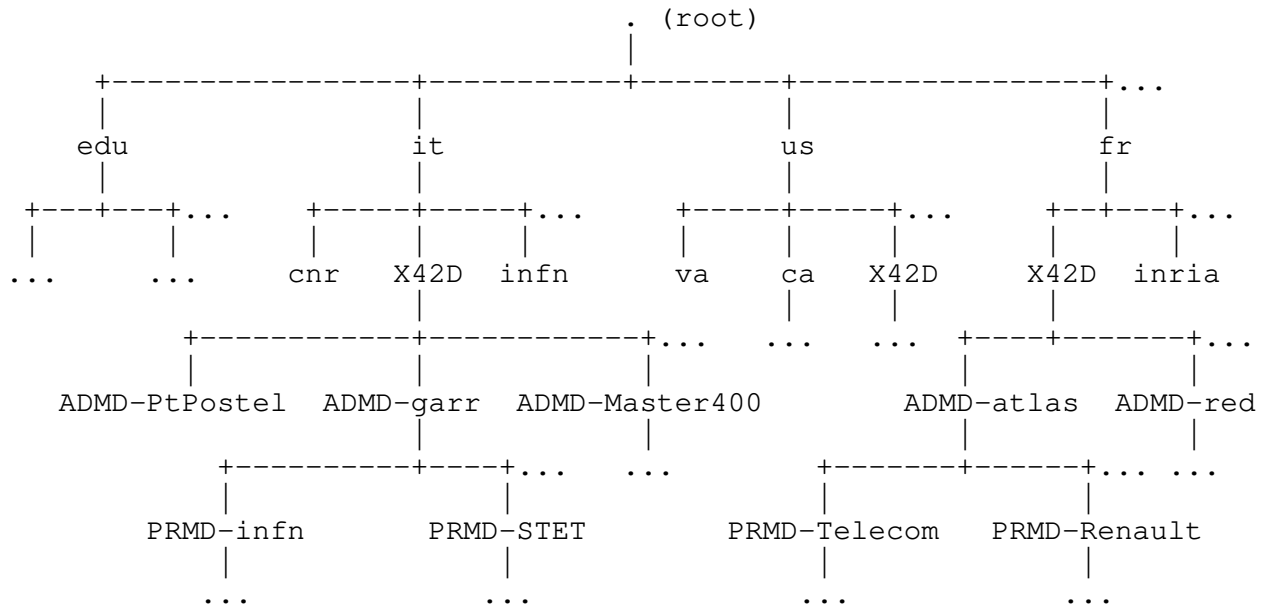 . (root)
|
+-----------------+-----------+--------+-----------------+...
| | | |
edu it us fr
| | | |
+---+---+... +-----+-----+... +-----+-----+... +--+---+...
| | | | | | | | | |
... ... cnr X42D infn va ca X42D X42D inria
| | | |
+------------+------------+... ... ... +----+-------+...
| | | | |
ADMD-PtPostel ADMD-garr ADMD-Master400 ADMD-atlas ADMD-red
| | | |
+----------+----+... ... +-------+------+... ...
| | | |
PRMD-infn PRMD-STET PRMD-Telecom PRMD-Renault
| | | |
... ... ... ...